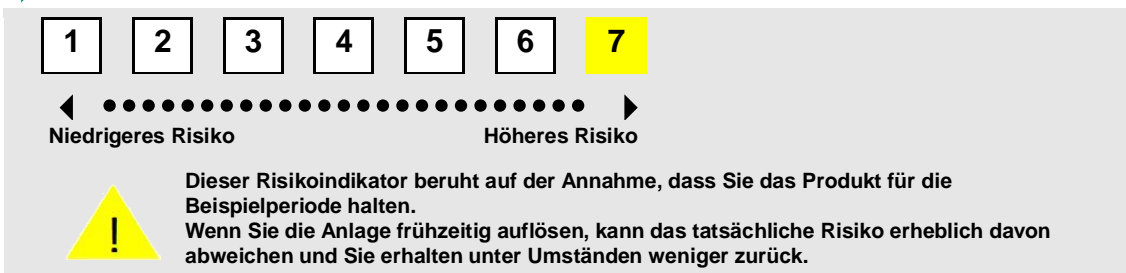 1 2 3 4 5 6 7
Niedrigeres Risiko Höheres Risiko
Dieser Risikoindikator beruht auf der Annahme, dass Sie das Produkt für die
Beispielperiode halten.
Wenn Sie die Anlage frühzeitig auflösen, kann das tatsächliche Risiko erheblich davon
abweichen und Sie erhalten unter Umständen weniger zurück.
!